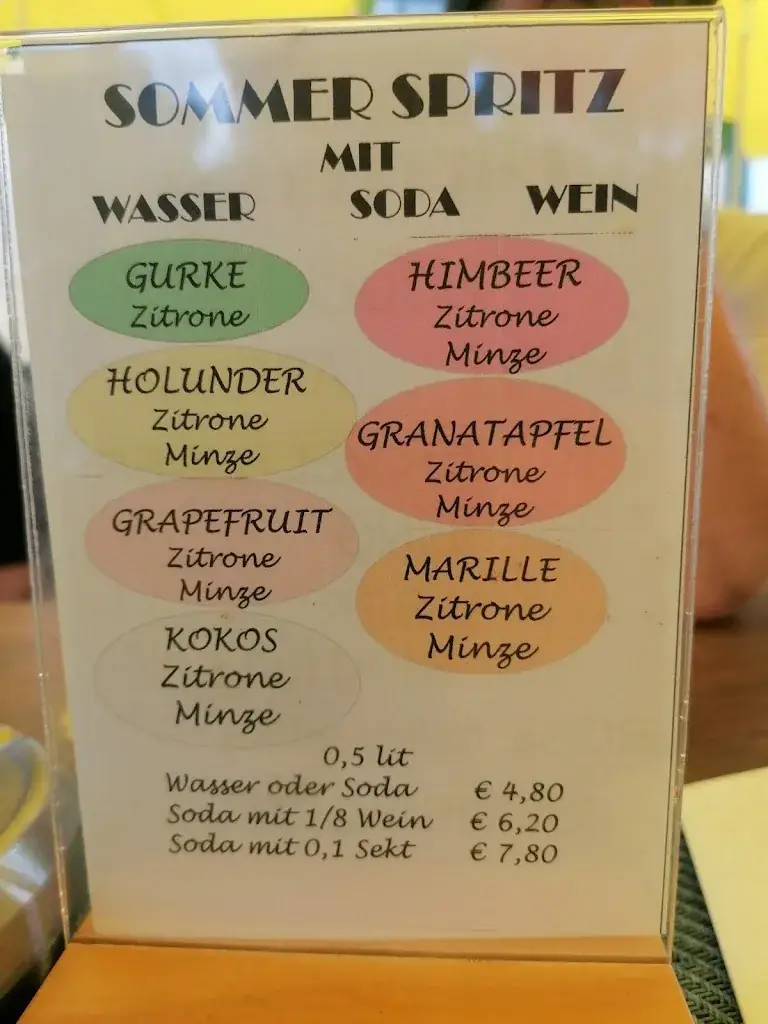 SOMMER SPRITZ
MIT
WASSER SODA WEIN
GURKE
Zitrone
HOLUNDER
Zitrone
Minze
GRAPEFRUIT
Zitrone
Minze
KOKOS
Zitrone
Minze
HIMBEER
Zitrone
Minze
GRANATAPFEL
Zitrone
Minze
MARILLE
Zitrone
Minze
0,5 lit
Wasser oder Soda € 4,80
Soda mit 1/8 Wein € 6,20
Soda mit 0,1 Sekt € 7,80